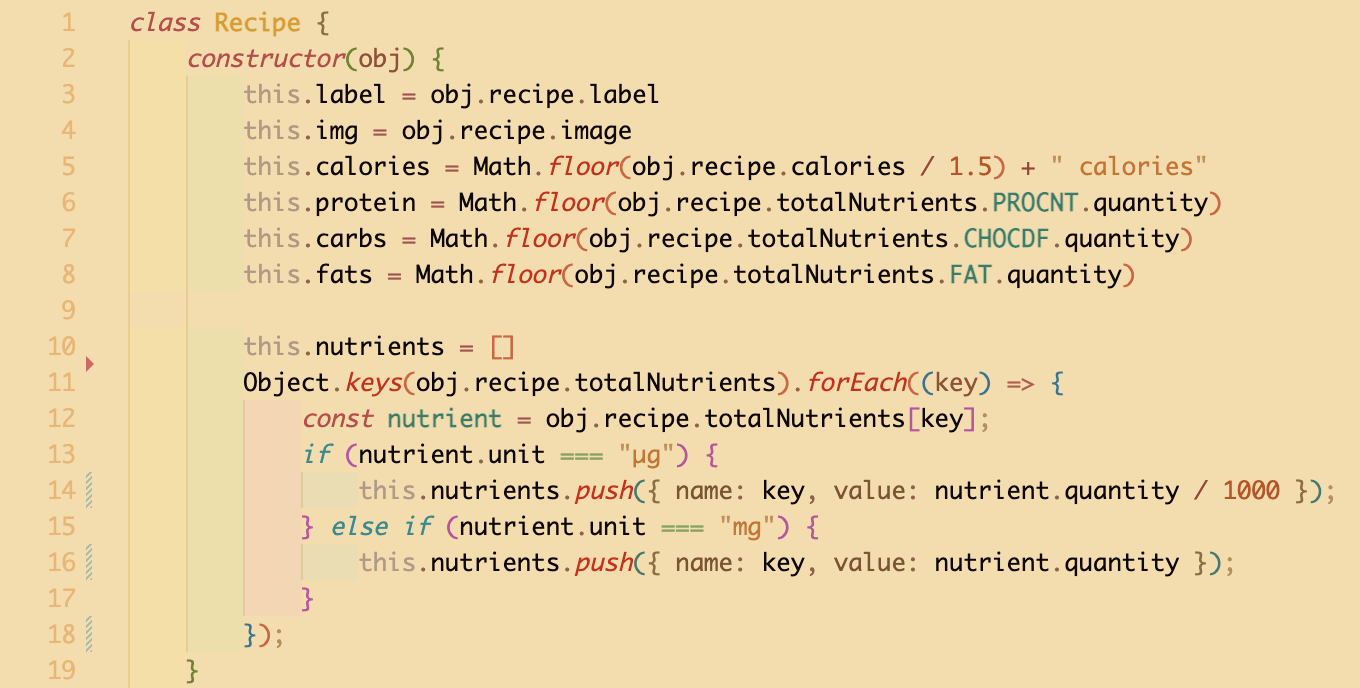 1 class Recipe {
2 constructor(obj) {
3 this.label = obj.recipe.label
4 this.img = obj.recipe.image
5 this.calories = Math.floor(obj.recipe.calories / 1.5) + " calories"
6 this.protein = Math.floor(obj.recipe.totalNutrients.PROCNT.quantity)
7 this.carbs = Math.floor(obj.recipe.totalNutrients.CHOCDF.quantity)
8 this.fats = Math.floor(obj.recipe.totalNutrients.FAT.quantity)
9
10 this.nutrients = []
11 Object.keys(obj.recipe.totalNutrients).forEach((key) => {
12 const nutrient = obj.recipe.totalNutrients[key];
13 if (nutrient.unit === "µg") {
14 this.nutrients.push({ name: key, value: nutrient.quantity / 1000 });
15 } else if (nutrient.unit === "mg") {
16 this.nutrients.push({ name: key, value: nutrient.quantity });
17 }
18 });
19 }